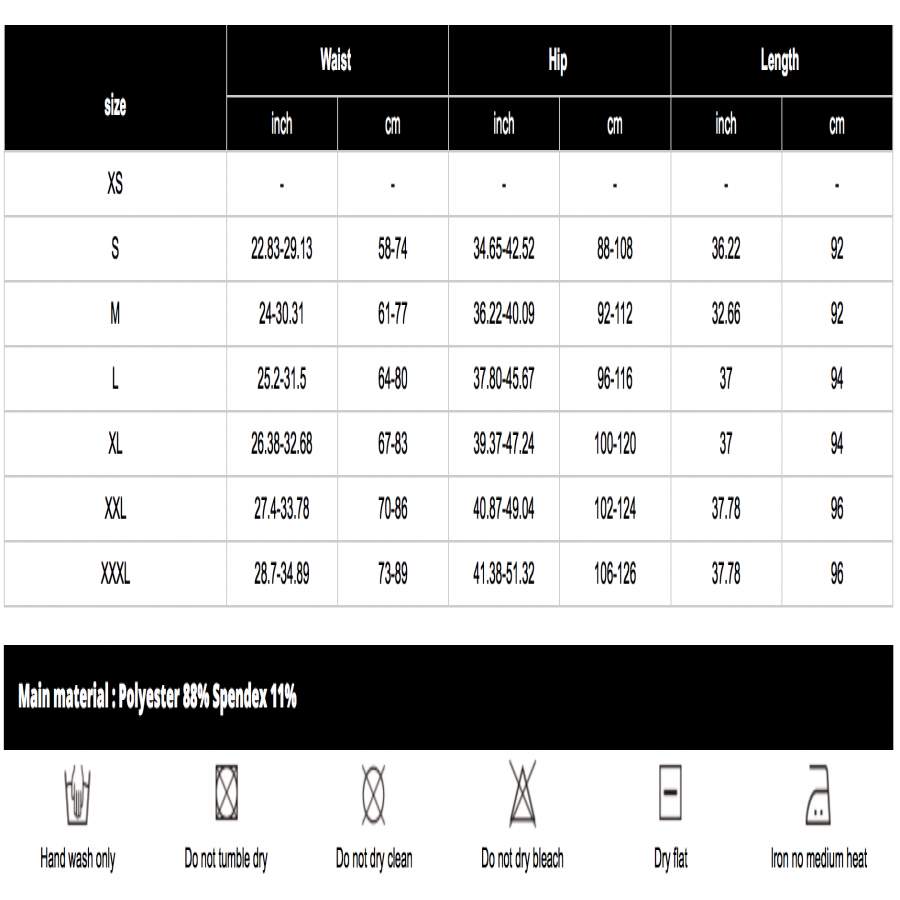 size Waist Hip Length
inch cm inch cm inch cm
XS - - - - - -
S 22.83-29.13 58-74 34.65-42.52 88-108 36.22 92
M 24-30.31 61-77 36.22-40.09 92-112 32.66 92
L 25.2-31.5 64-80 37.80-45.67 96-116 37 94
XL 26.38-32.68 67-83 39.37-47.24 100-120 37 94
XXL 27.4-33.78 70-86 40.87-49.04 102-124 37.78 96
XXXL 28.7-34.89 73-89 41.38-51.32 106-126 37.78 96
Main material : Polyester 88% Spendex 11%
Hand wash only Do not tumble dry Do not dry clean Do not dry bleach Dry flat Iron no medium heat